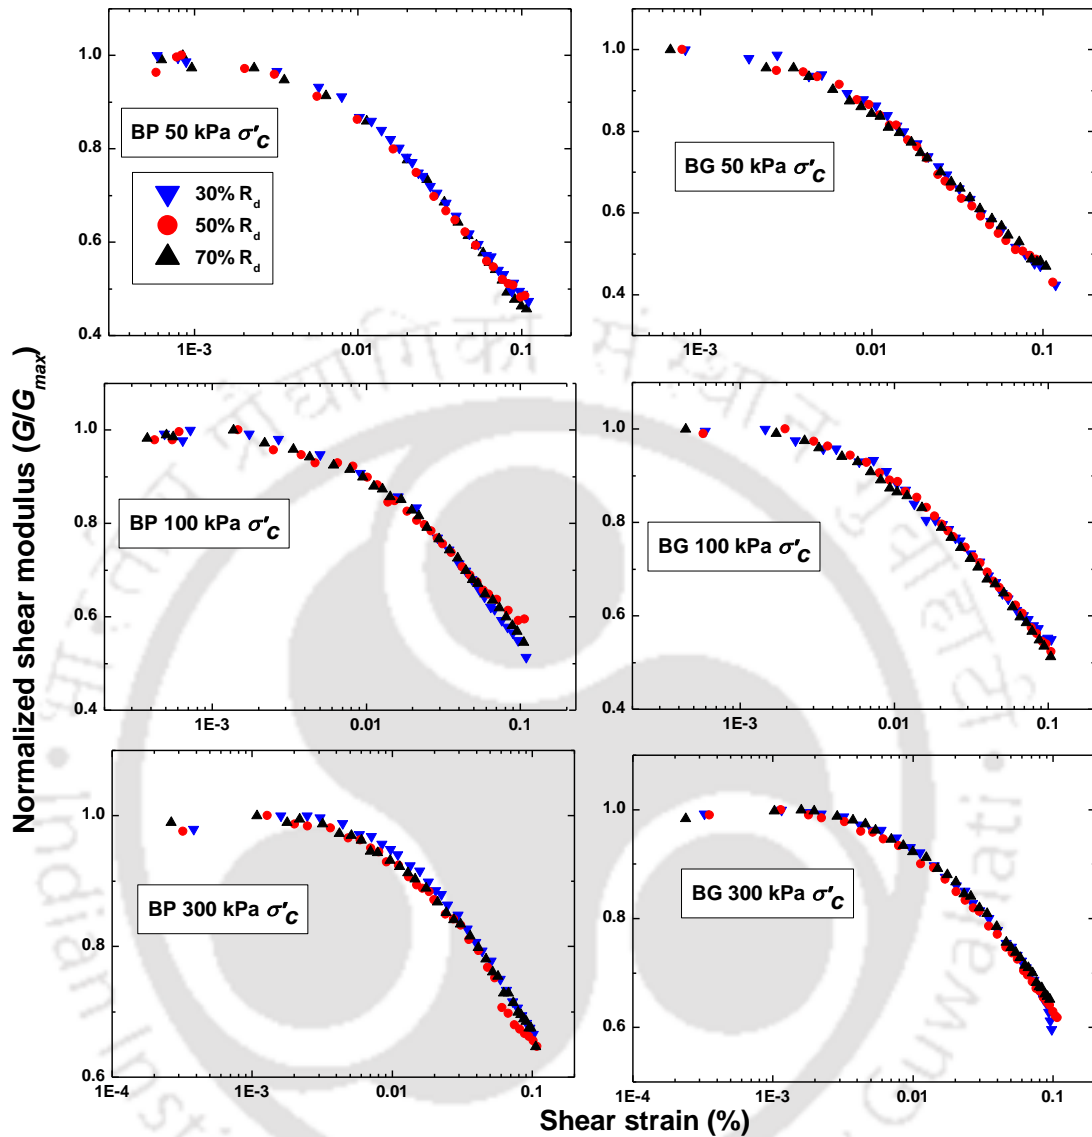 1.0
0.8
0.6
0.4
BP 50 kPa σ'C
30% Rd
50% Rd
70% Rd
1E-3 0.01 0.1
1.0
0.8
0.6
0.4
BG 50 kPa σ'C
1E-3 0.01 0.1
Normalized shear modulus (G/Gmax)
1.0
0.8
0.6
0.4
BP 100 kPa σ'C
1E-3 0.01 0.1
1.0
0.8
0.6
0.4
BG 100 kPa σ'C
1E-3 0.01 0.1
1.0
0.8
0.6
BP 300 kPa σ'C
1E-4 1E-3 0.01 0.1
1.0
0.8
0.6
BG 300 kPa σ'C
1E-4 1E-3 0.01 0.1
Shear strain (%)
Indian Inst
Guwahati